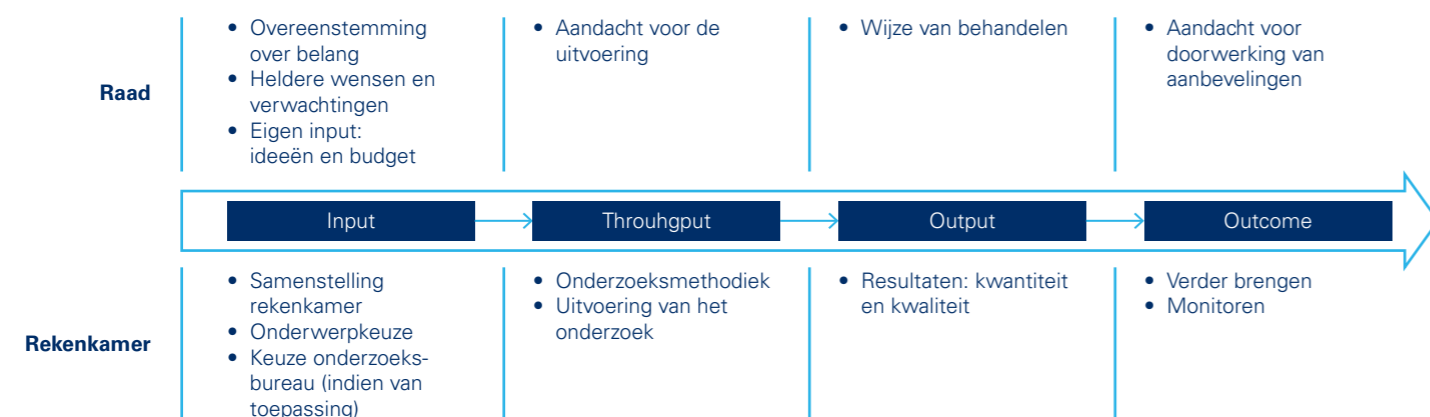 Raad
• Overeenstemming
over belang
• Heldere wensen en
verwachtingen
• Eigen input:
ideeën en budget
• Aandacht voor de
uitvoering
• Wijze van behandelen
• Aandacht voor
doorwerking van
aanbevelingen
Input
Throuhgput
Output
Outcome
Rekenkamer
• Samenstelling
rekenkamer
• Onderwerpkeuze
• Keuze onderzoeks-
bureau (indien van
toepassing)
• Onderzoeksmethodiek
• Uitvoering van het
onderzoek
• Resultaten: kwantiteit
en kwaliteit
• Verder brengen
• Monitoren